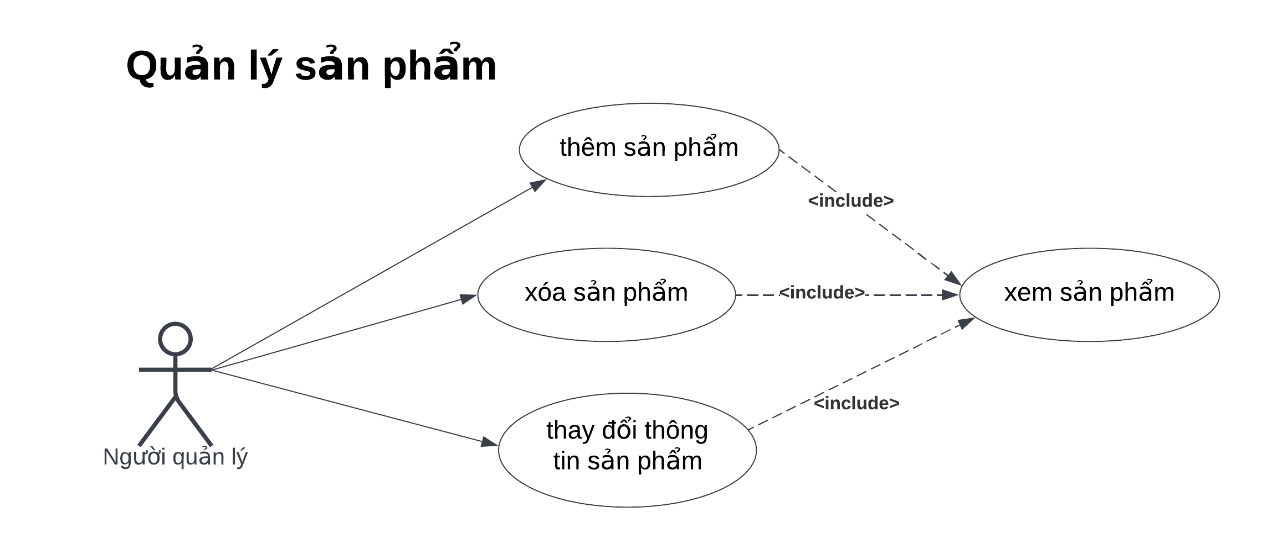 Quản lý sản phẩm
thêm sản phẩm
<include>
xóa sản phẩm
<include>
xem sản phẩm
<include>
thay đổi thông
tin sản phẩm
Người quản lý